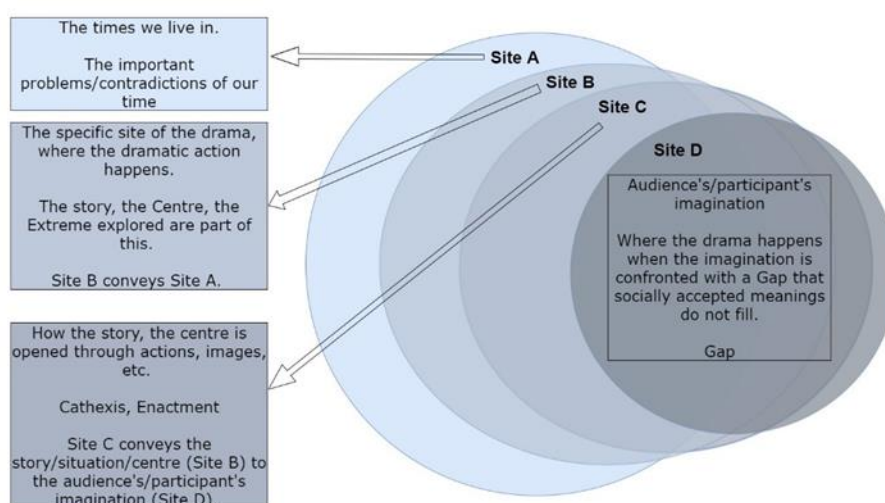 The times we live in.
The important
problems/contradictions of our
time
The specific site of the drama,
where the dramatic action
happens.
The story, the Centre, the
Extreme explored are part of
this.
Site B conveys Site A.
How the story, the centre is
opened through actions, images,
etc.
Cathexis, Enactment
Site C conveys the
story/situation/centre (Site B) to
the audience's/participant's
imagination (Site D)
Site A
Site B
Site C
Site D
Audience's/participant's
imagination
Where the drama happens
when the imagination is
confronted with a Gap that
socially accepted meanings
do not fill.
Gap